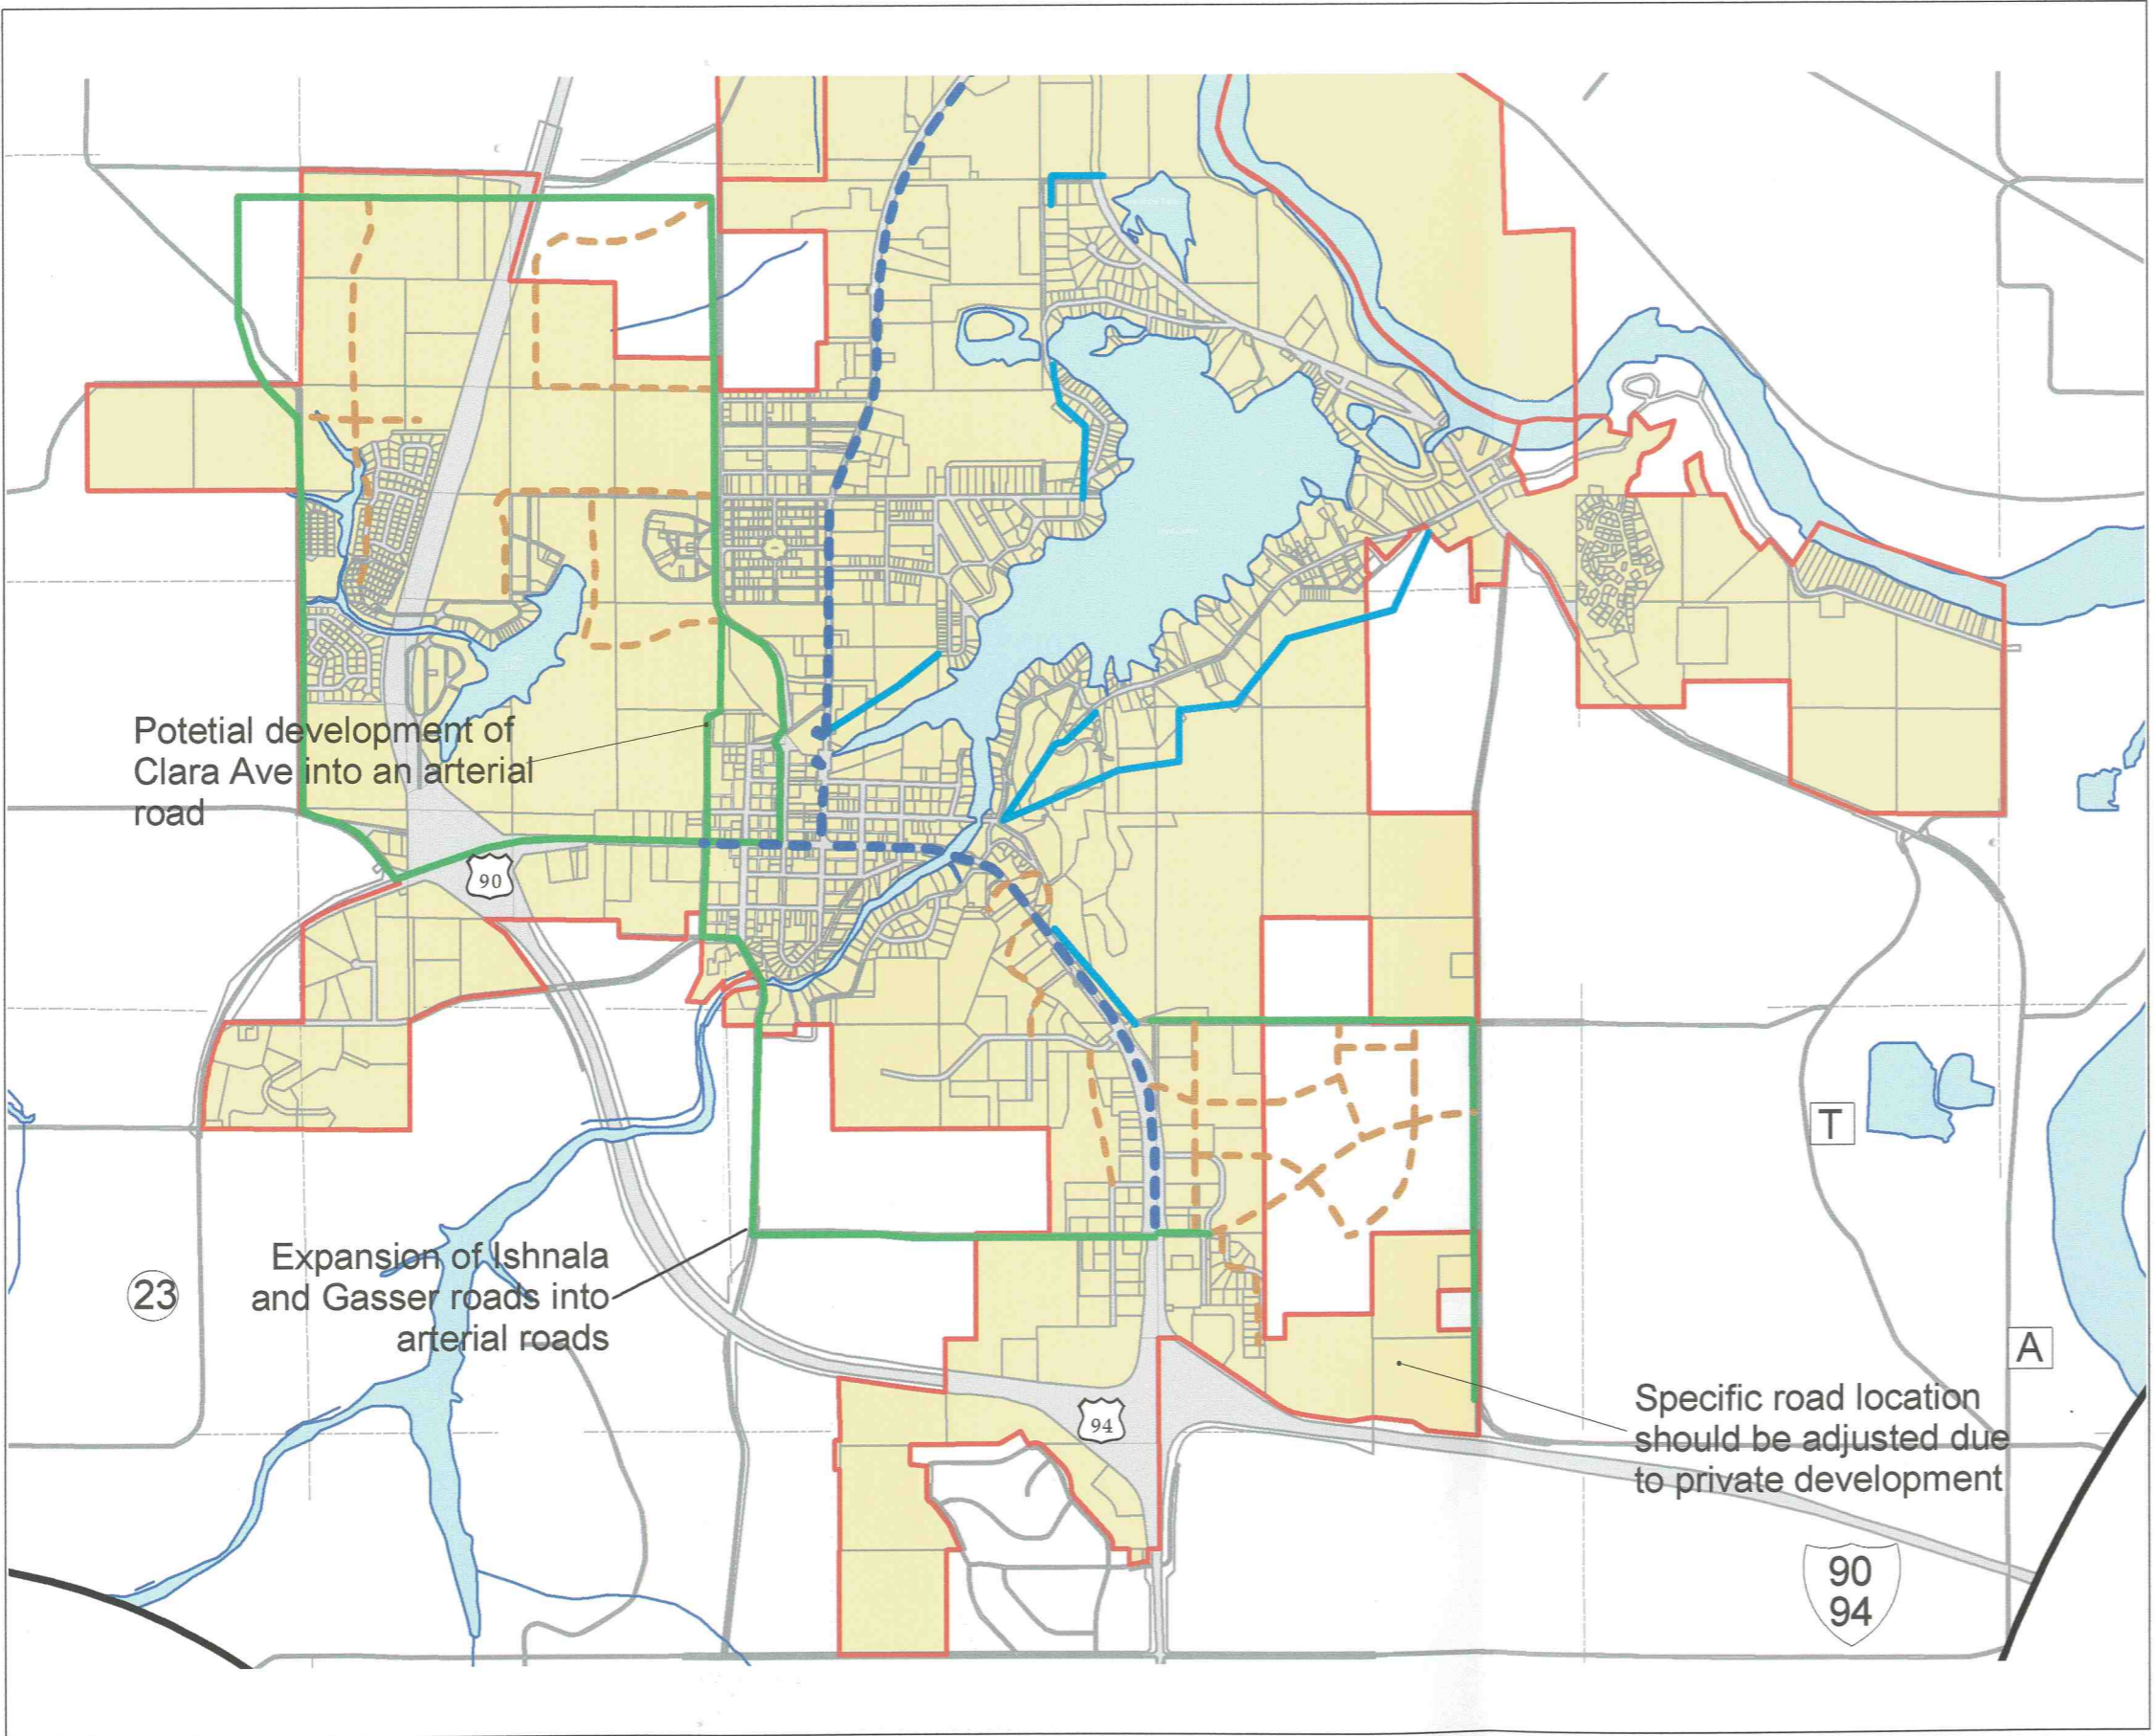 Potetial development of
Clara Ave into an arterial
road
90
Expansion of Ishnala
and Gasser roads into
arterial roads
23
94
T
A
Specific road location
should be adjusted due
to private development
90
94